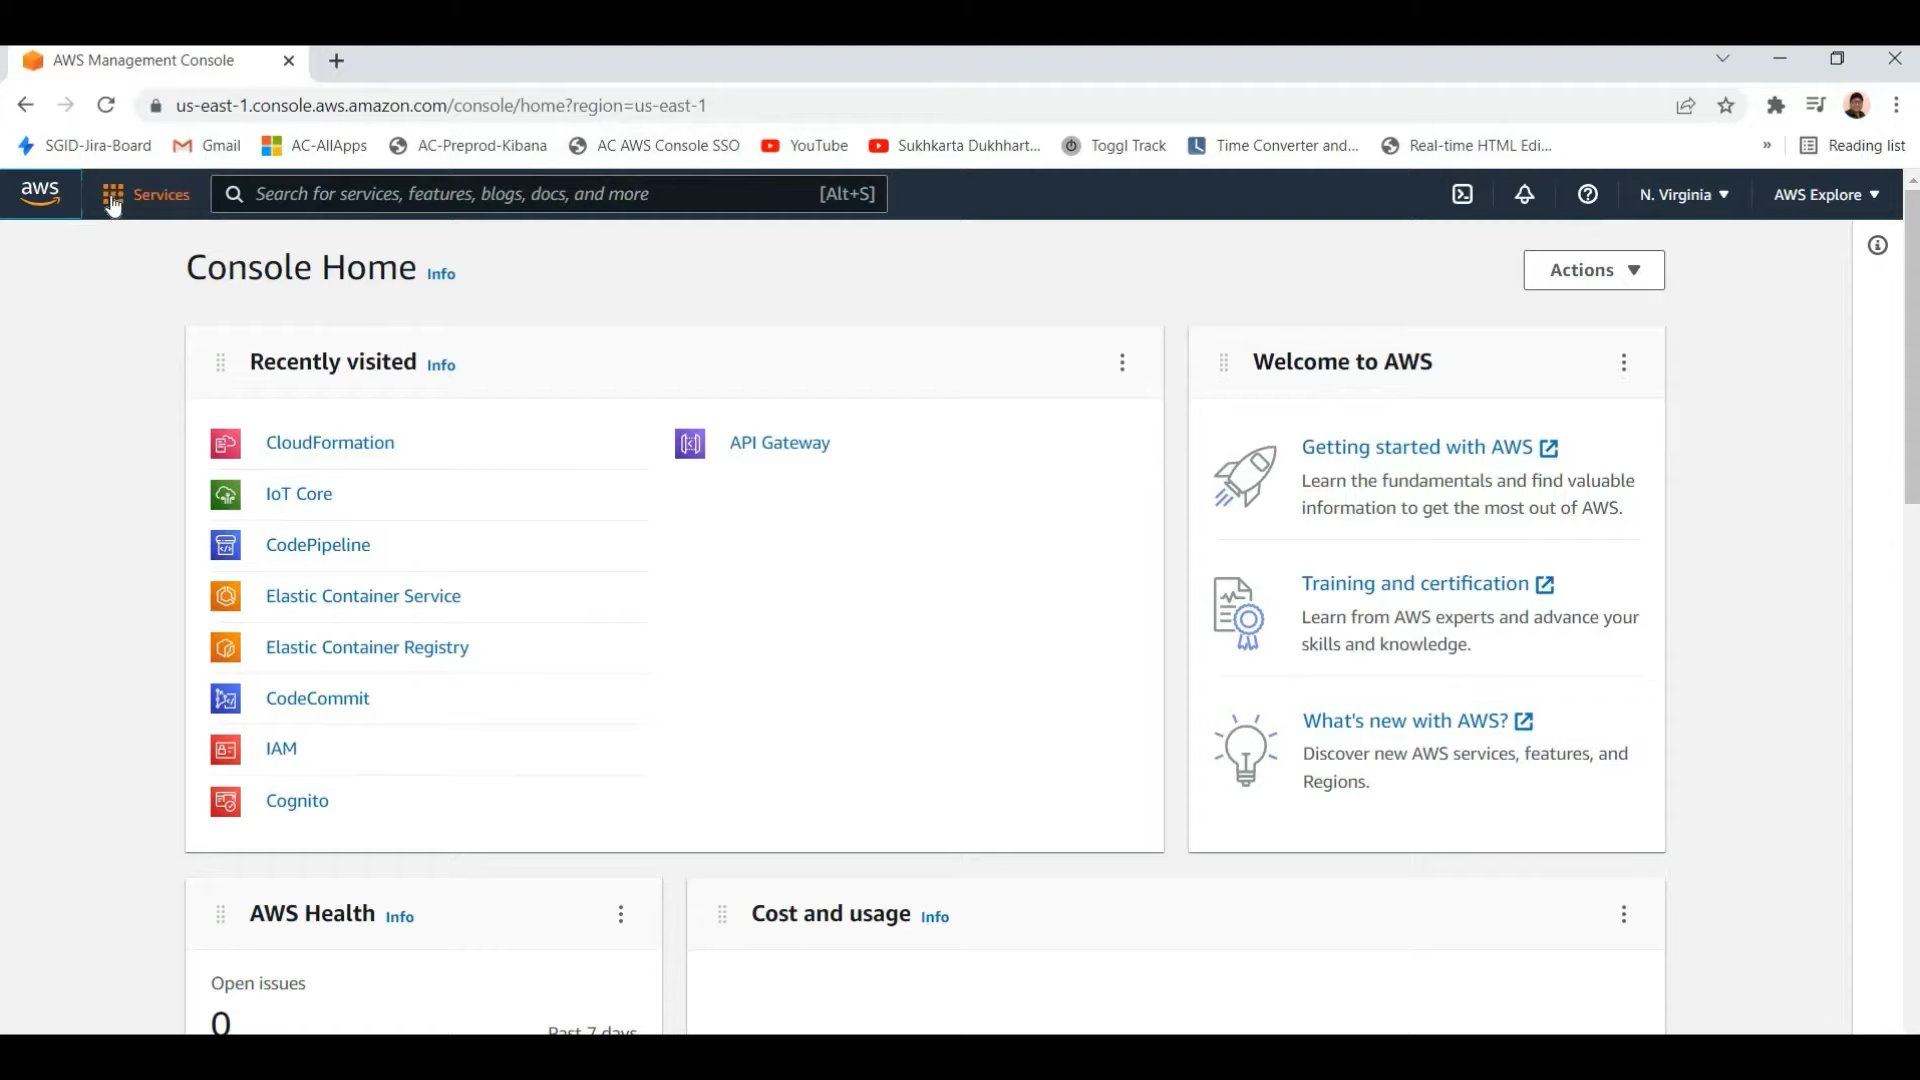 AWS Management Console
us-east-1.console.aws.amazon.com/console/home?region=us-east-1
SGID-Jira-Board Gmail AC-AllApps AC-Preprod-Kibana AC AWS Console SSO YouTube Sukhkarta Dukhhart... Toggl Track Time Converter and... Real-time HTML Edi... » Reading list
aws Services Search for services, features, blogs, docs, and more [Alt+S] N. Virginia AWS Explore
Console Home Info
Actions
Recently visited Info
CloudFormation
IoT Core
CodePipeline
Elastic Container Service
Elastic Container Registry
CodeCommit
IAM
Cognito
API Gateway
Welcome to AWS
Getting started with AWS
Learn the fundamentals and find valuable
information to get the most out of AWS.
Training and certification
Learn from AWS experts and advance your
skills and knowledge.
What's new with AWS?
Discover new AWS services, features, and
Regions.
AWS Health Info
Open issues
0
Past 7 days
Cost and usage Info